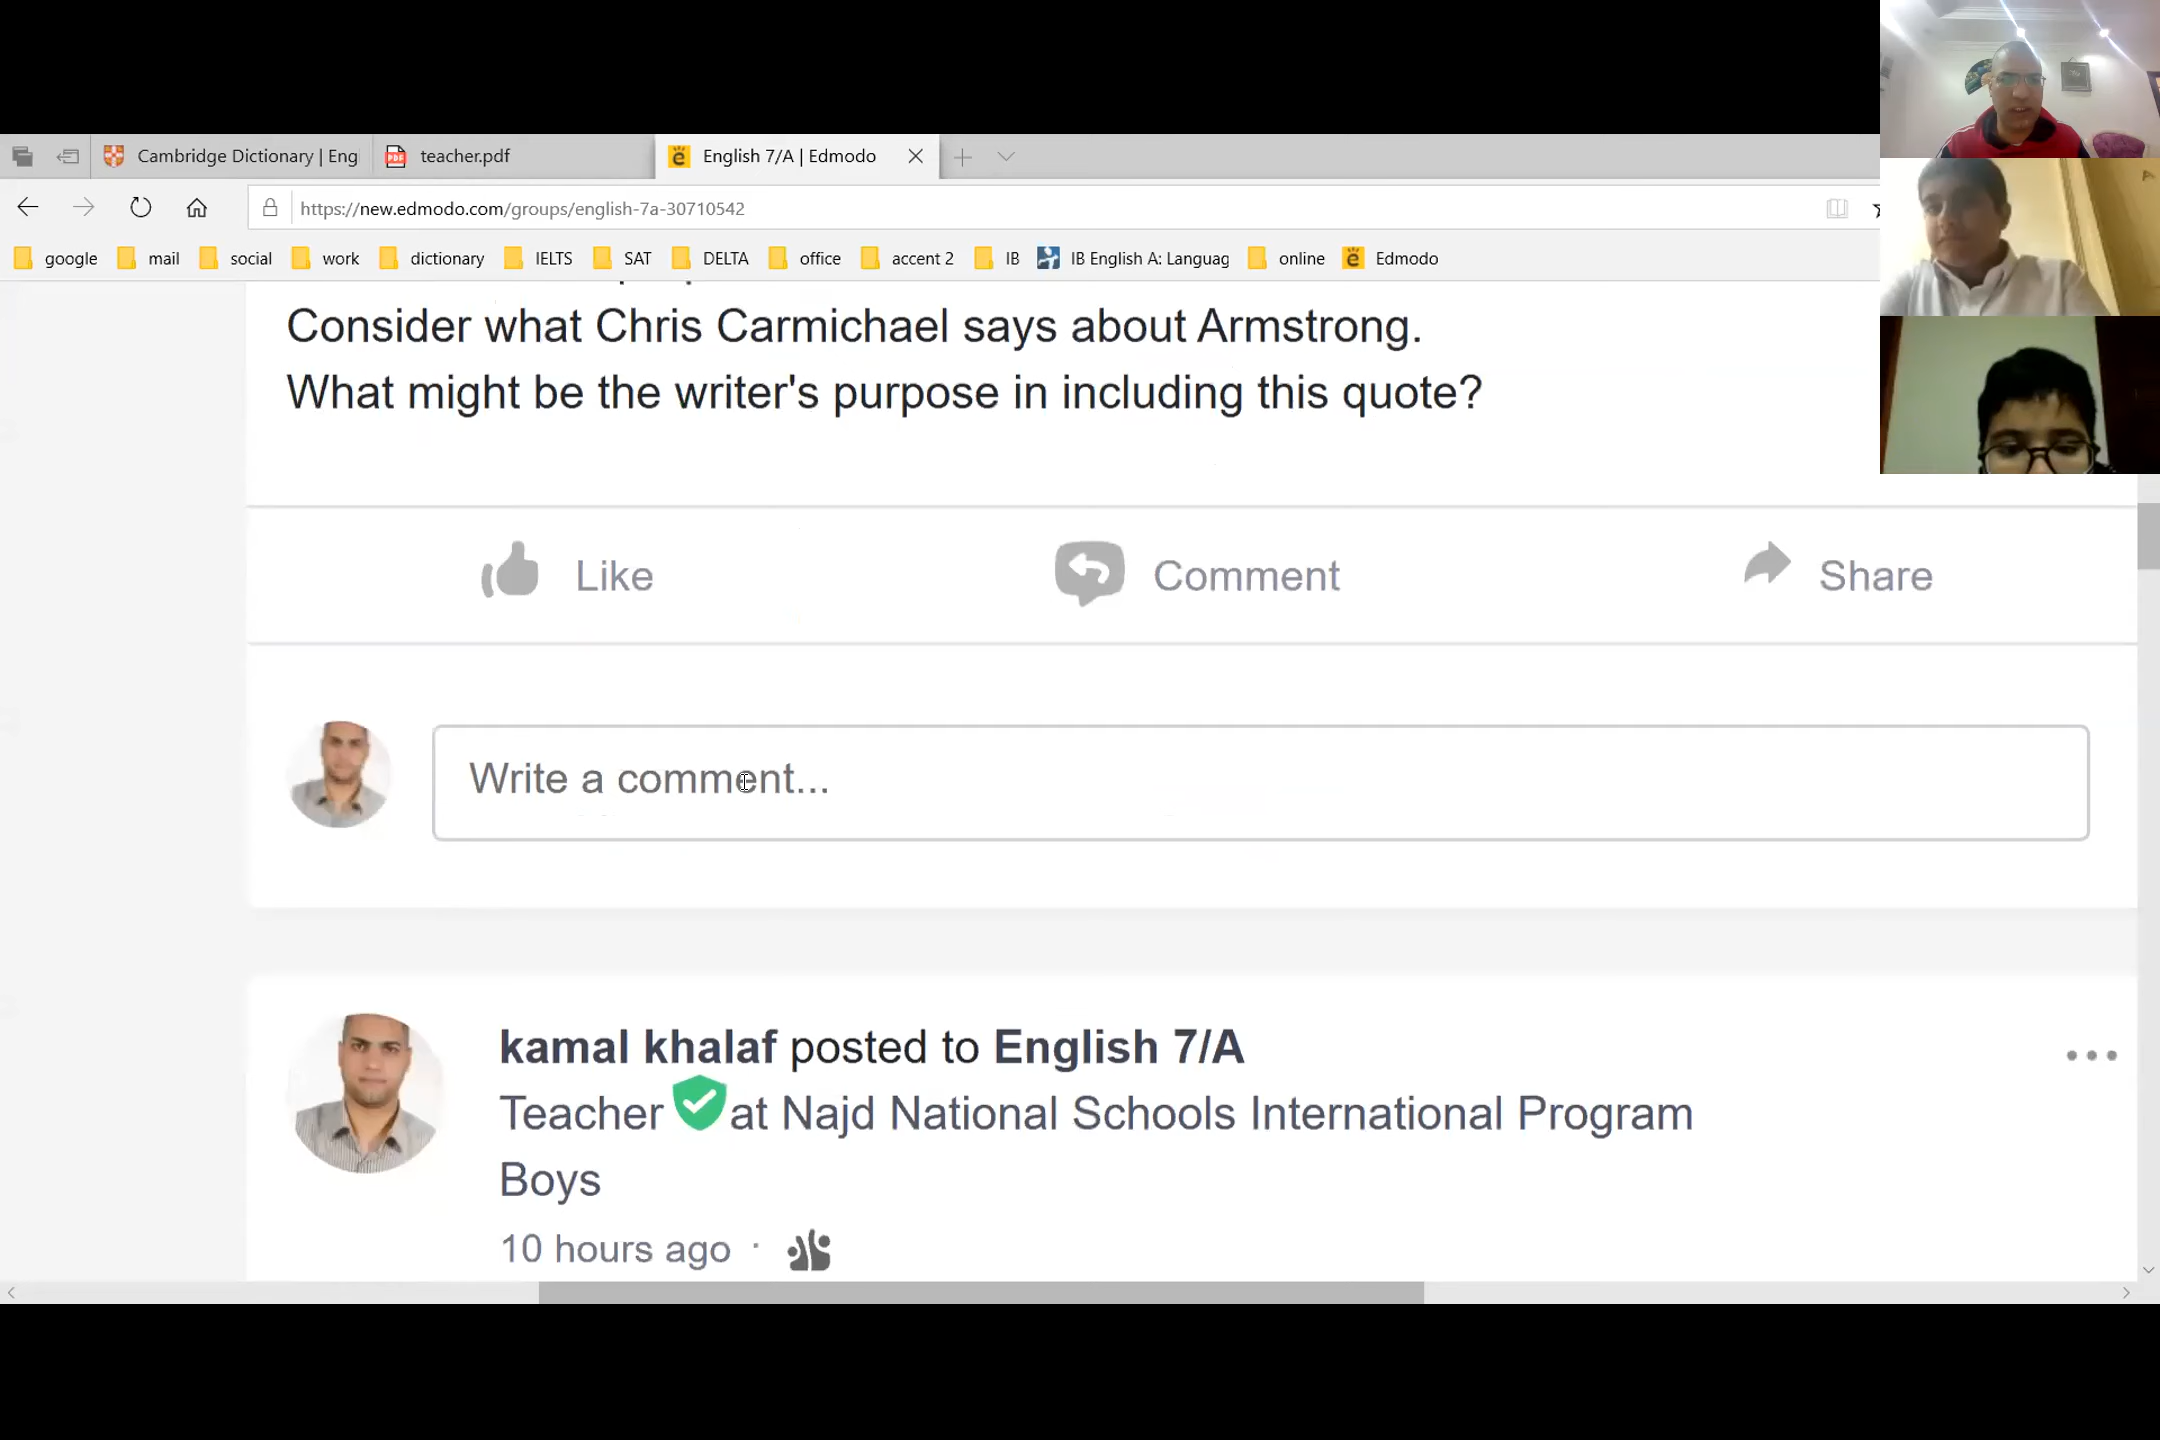 Cambridge Dictionary | Eng
teacher.pdf
English 7/A | Edmodo
https://new.edmodo.com/groups/english-7a-30710542
google
mail
social
work
dictionary
IELTS
SAT
DELTA
office
accent 2
IB
IB English A: Languag
online
Edmodo
Consider what Chris Carmichael says about Armstrong.
What might be the writer's purpose in including this quote?
Like
Comment
Share
Write a comment...
kamal khalaf posted to English 7/A
Teacher at Najd National Schools International Program
Boys
10 hours ago ·